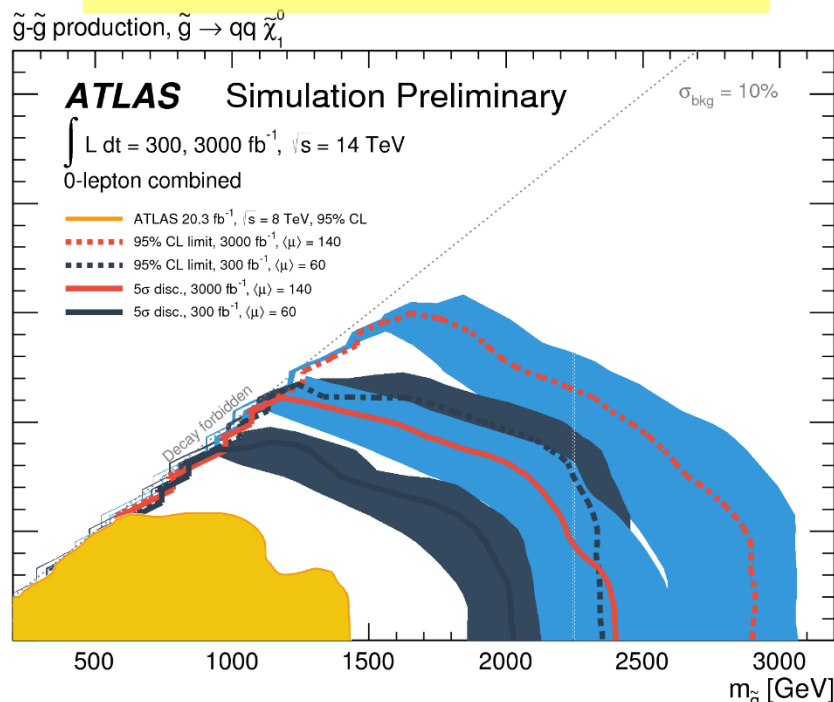 g̃-g̃ production, g̃ → qq χ̃₁⁰
ATLAS Simulation Preliminary
σbkg = 10%
∫ L dt = 300, 3000 fb⁻¹, √s = 14 TeV
0-lepton combined
ATLAS 20.3 fb⁻¹, √s = 8 TeV, 95% CL
95% CL limit, 3000 fb⁻¹, ⟨μ⟩ = 140
95% CL limit, 300 fb⁻¹, ⟨μ⟩ = 60
5σ disc., 3000 fb⁻¹, ⟨μ⟩ = 140
5σ disc., 300 fb⁻¹, ⟨μ⟩ = 60
Decay forbidden
500 1000 1500 2000 2500 3000
m_g̃ [GeV]